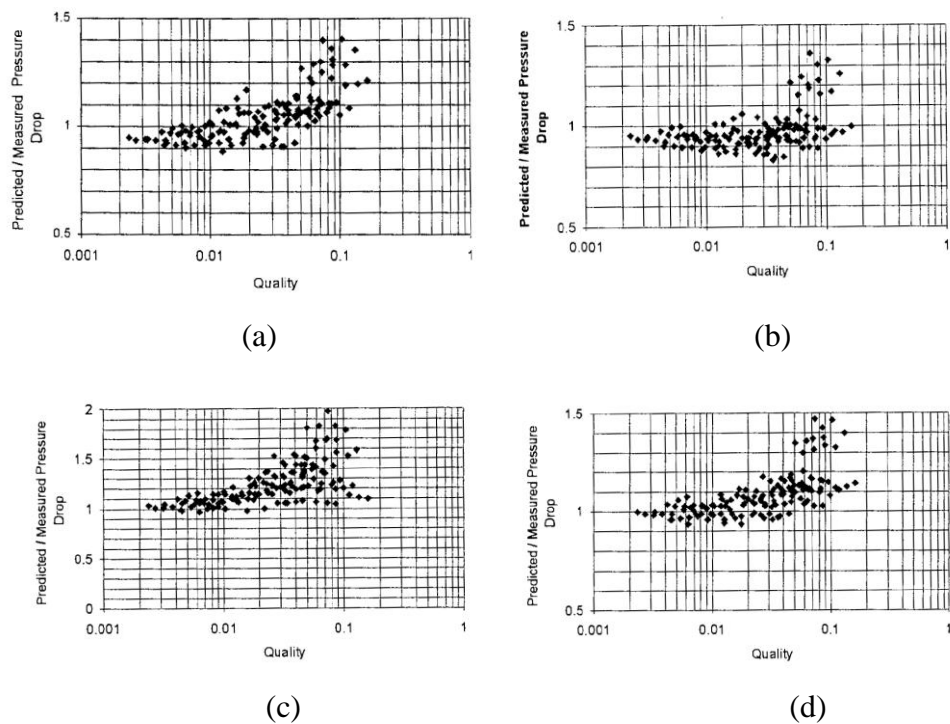 1.5
1
0.5
Predicted / Measured Pressure
Drop
0.001 0.01 0.1 1
Quality
(a)
1.5
1
0.5
Predicted / Measured Pressure
Drop
0.001 0.01 0.1 1
Quality
(b)
2
1.5
1
0.5
0
Predicted / Measured Pressure
Drop
0.001 0.01 0.1 1
Quality
(c)
1.5
1
0.5
Predicted / Measured Pressure
Drop
0.001 0.01 0.1 1
Quality
(d)